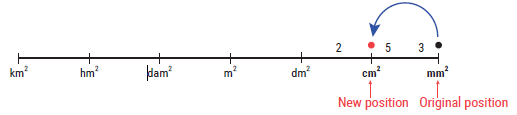 2 5 3
km² hm² dam² m² dm² cm² mm²
New position Original position